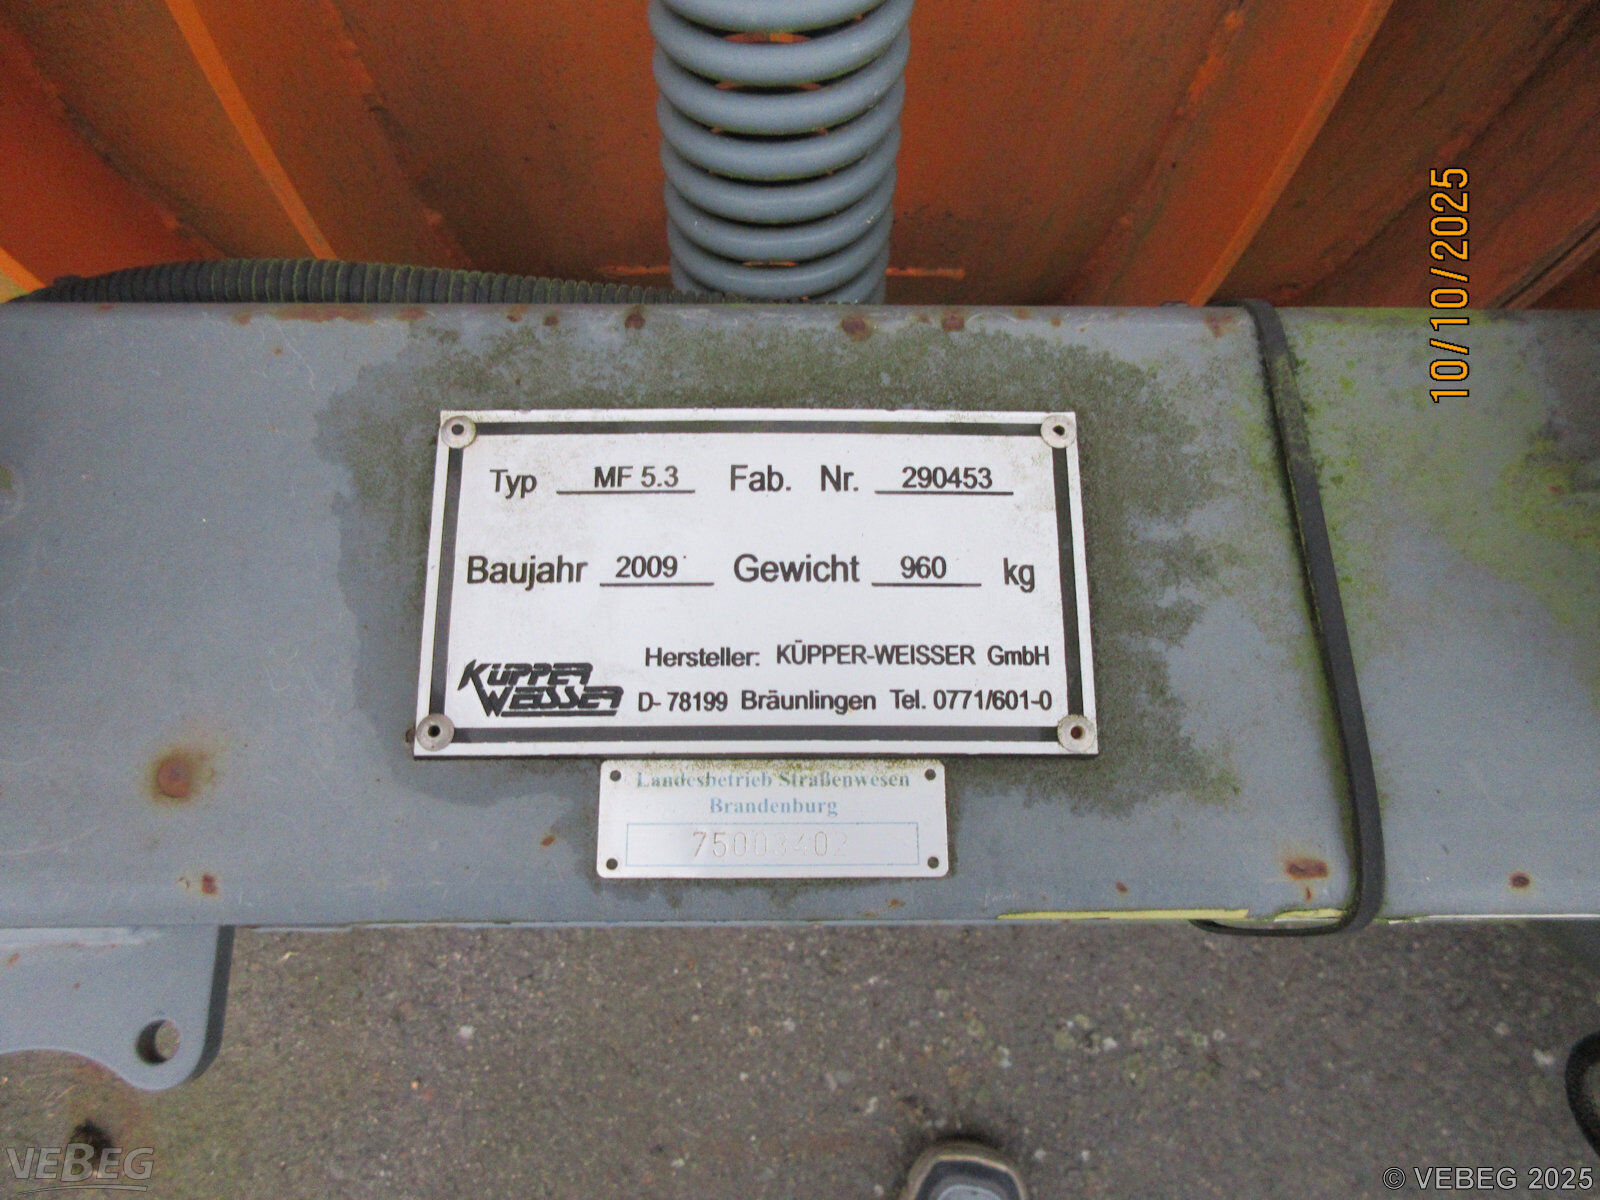 10/10/2025
Typ MF 5.3 Fab. Nr. 290453
Baujahr 2009 Gewicht 960 kg
Hersteller: KÜPPER-WEISSER GmbH
KÜPPER
WEISSER
D- 78199 Bräunlingen Tel. 0771/601-0
Landesbetrieb Straßenwesen
Brandenburg
75003402
VEBEG
© VEBEG 2025